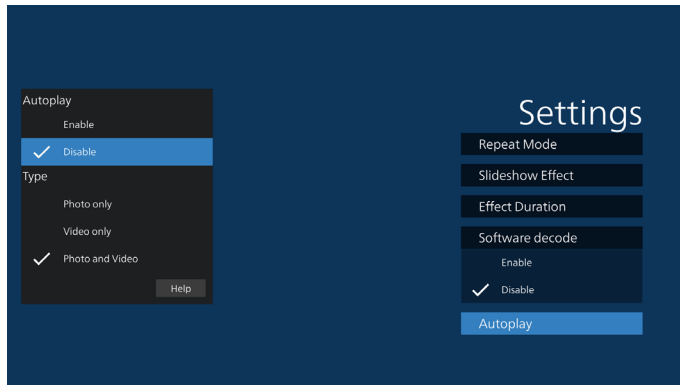 Autoplay
Enable
Disable
Type
Photo only
Video only
Photo and Video
Help
Settings
Repeat Mode
Slideshow Effect
Effect Duration
Software decode
Enable
Disable
Autoplay